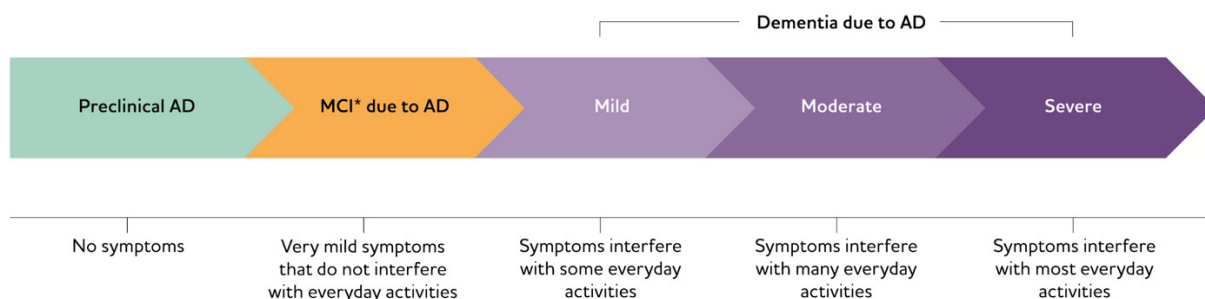 Dementia due to AD
Preclinical AD
MCI* due to AD
Mild
Moderate
Severe
No symptoms
Very mild symptoms
that do not interfere
with everyday activities
Symptoms interfere
with some everyday
activities
Symptoms interfere
with many everyday
activities
Symptoms interfere
with most everyday
activities